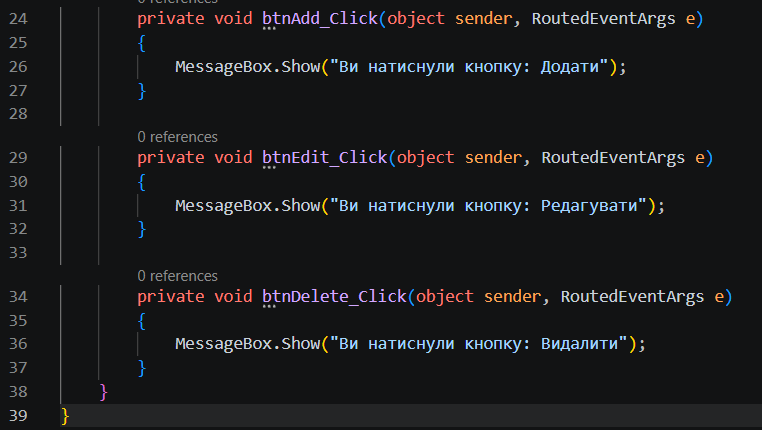 0 references
24 private void btnAdd_Click(object sender, RoutedEventArgs e)
25 {
26 MessageBox.Show("Ви натиснули кнопку: Додати");
27 }
28
0 references
29 private void btnEdit_Click(object sender, RoutedEventArgs e)
30 {
31 MessageBox.Show("Ви натиснули кнопку: Редагувати");
32 }
33
0 references
34 private void btnDelete_Click(object sender, RoutedEventArgs e)
35 {
36 MessageBox.Show("Ви натиснули кнопку: Видалити");
37 }
38 }
39 }